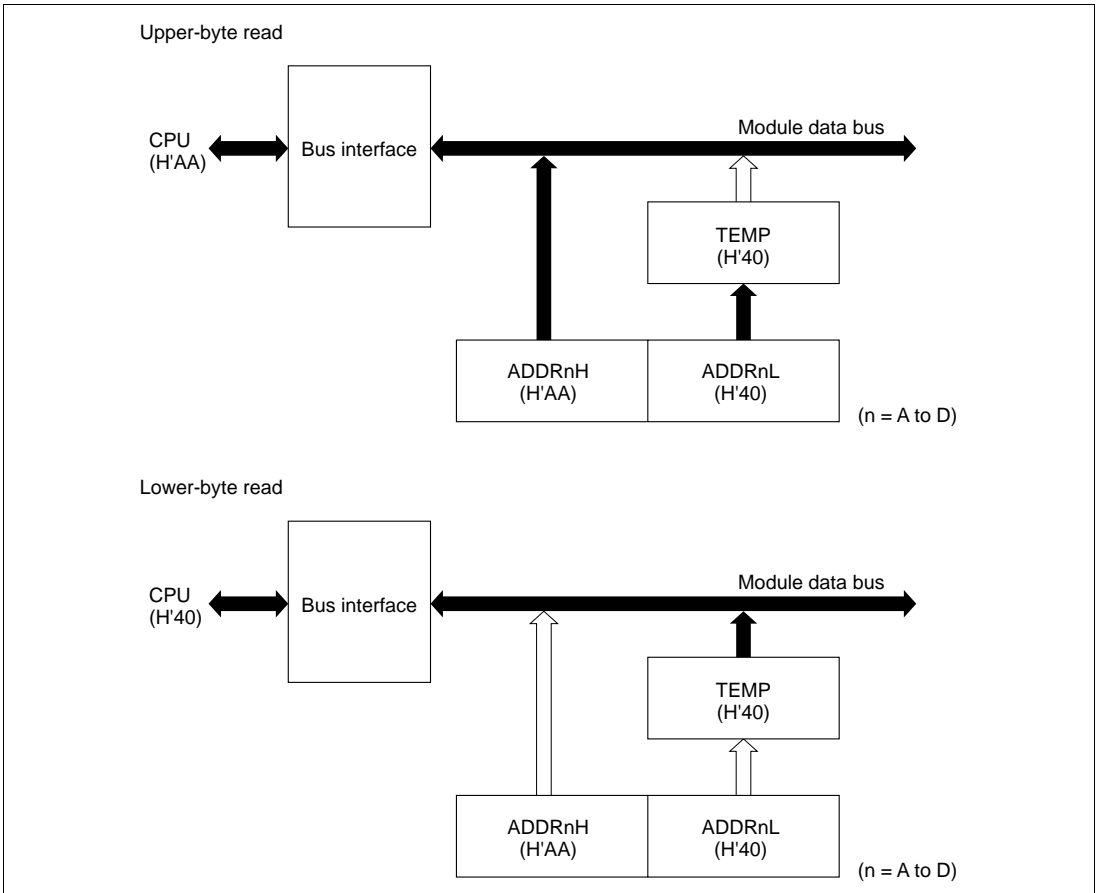 Upper-byte read
CPU
(H'AA)
Bus interface
Module data bus
TEMP
(H'40)
ADDRnH
(H'AA)
ADDRnL
(H'40)
(n = A to D)
Lower-byte read
CPU
(H'40)
Bus interface
Module data bus
TEMP
(H'40)
ADDRnH
(H'AA)
ADDRnL
(H'40)
(n = A to D)